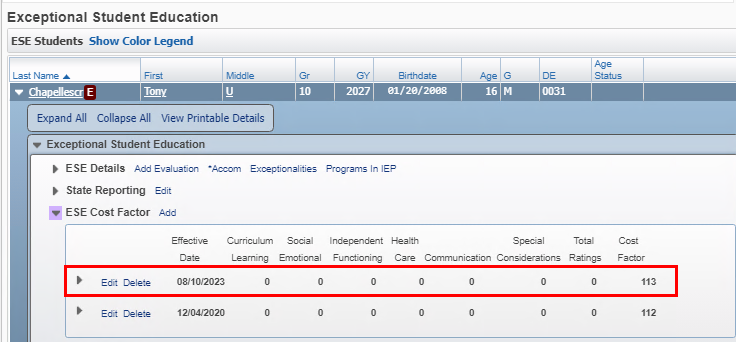 Exceptional Student Education
ESE Students Show Color Legend
Last Name First Middle Gr GY Birthdate Age G DE Age Status
Chapellescr E Tony U 10 2027 01/20/2008 16 M 0031
Expand All Collapse All View Printable Details
Exceptional Student Education
ESE Details Add Evaluation *Accom Exceptionalities Programs In IEP
State Reporting Edit
ESE Cost Factor Add
Effective Curriculum Social Independent Health Special Total Cost
Date Learning Emotional Functioning Care Communication Considerations Ratings Factor
Edit Delete 08/10/2023 0 0 0 0 0 0 0 113
Edit Delete 12/04/2020 0 0 0 0 0 0 0 112